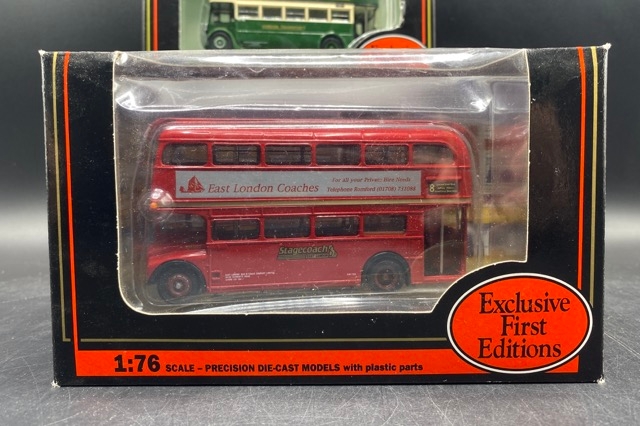 East London Coaches
For all your Private Hire Needs
Telephone Romford (01708)
8
Stagecoach
Exclusive
First
Editions
1:76 SCALE – PRECISION DIE-CAST MODELS with plastic parts